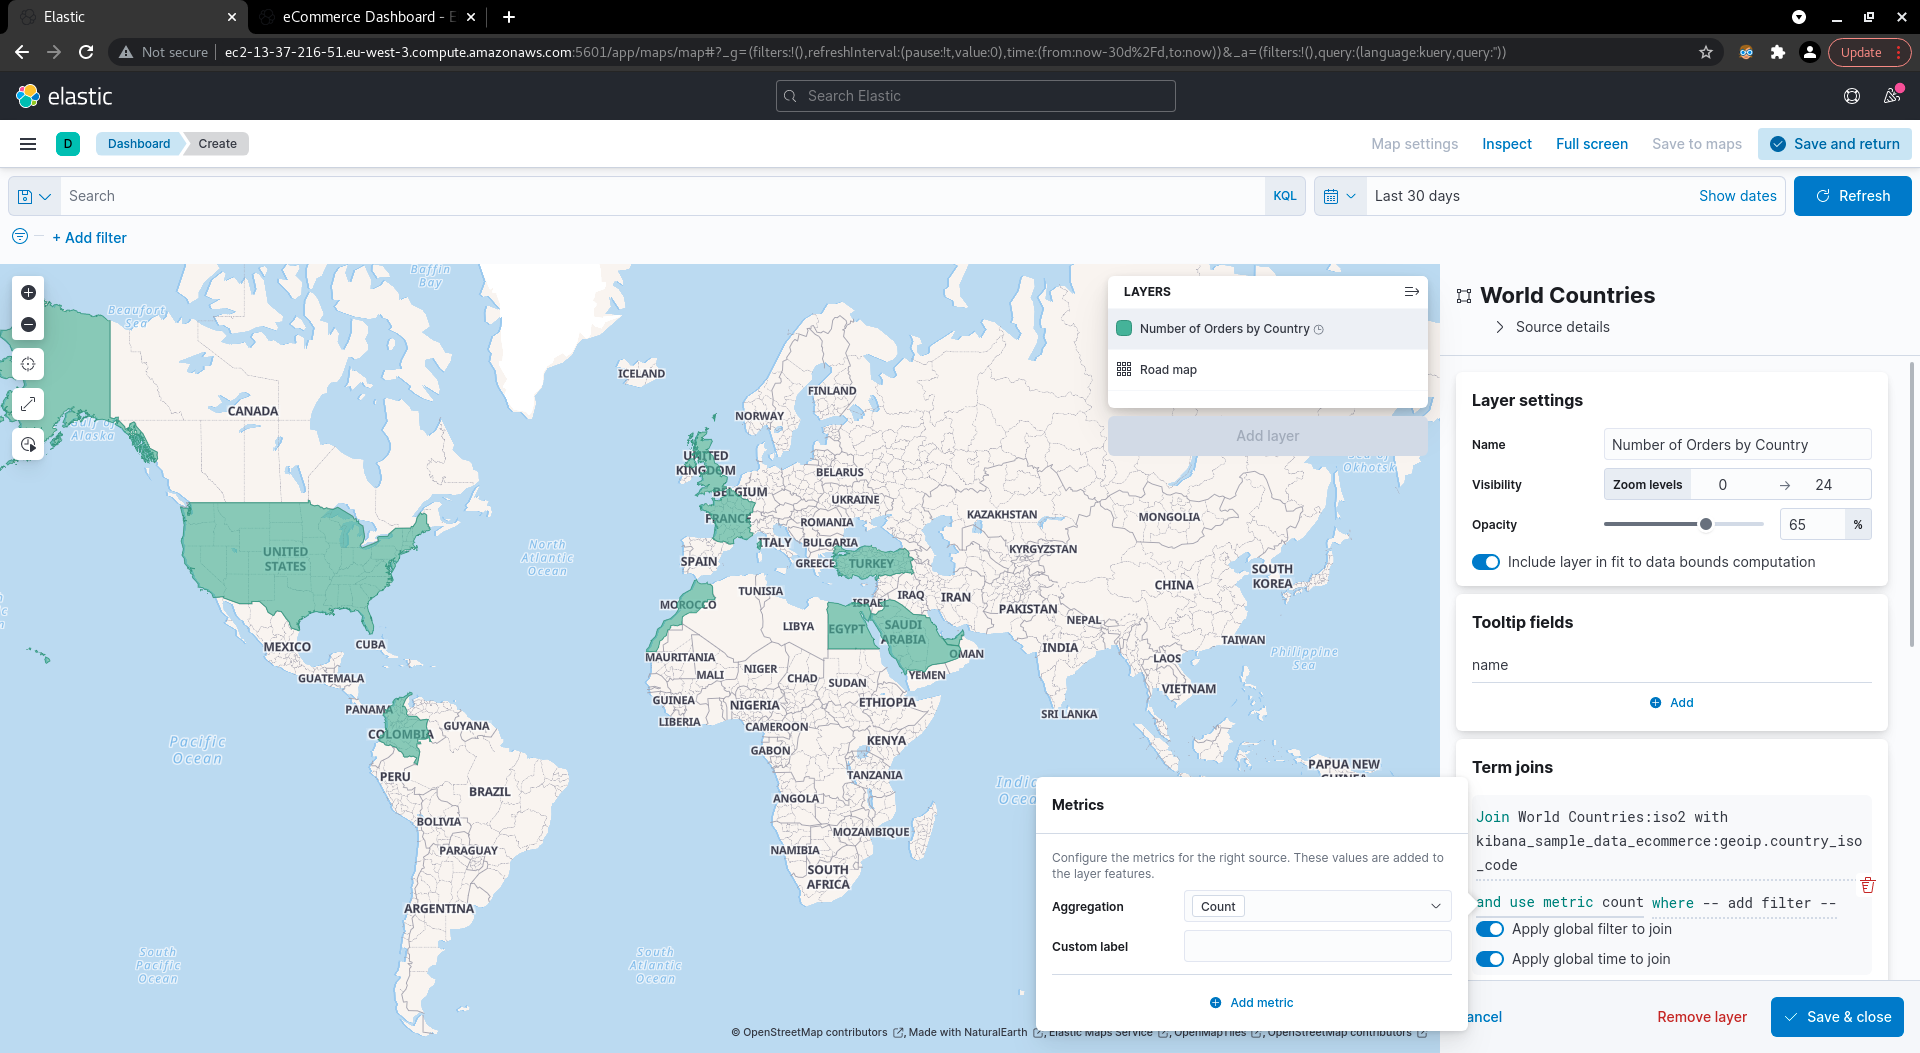 Elastic
eCommerce Dashboard - E
Not secure
ec2-13-37-216-51.eu-west-3.compute.amazonaws.com:5601/app/maps/map#?_g=(filters:!(),refreshInterval:(pause:!t,value:0),time:(from:now-30d%2Fd,to:now))&_a=(filters:!(),query:(language:kuery,query:''))
Update
elastic
Search Elastic
D
Dashboard
Create
Map settings
Inspect
Full screen
Save to maps
Save and return
Search
KQL
Last 30 days
Show dates
Refresh
+ Add filter
LAYERS
Number of Orders by Country
Road map
Add layer
Baffin
Bay
Beaufort
Sea
Gulf of
Alaska
ICELAND
FINLAND
NORWAY
CANADA
UNITED
KINGDOM
BELARUS
BELGIUM
UKRAINE
FRANCE
ROMANIA
KAZAKHSTAN
MONGOLIA
Sea of
Okhotsk
ITALY
BULGARIA
KYRGYZSTAN
UNITED
STATES
North
Atlantic
Ocean
SPAIN
GREECE
TURKEY
SOUTH
KOREA
CHINA
TUNISIA
MOROCCO
ISRAEL
IRAQ
IRAN
PAKISTAN
NEPAL
LIBYA
EGYPT
SAUDI
ARABIA
MEXICO
CUBA
TAIWAN
Philippine
Sea
INDIA
LAOS
OMAN
MAURITANIA
NIGER
MALI
CHAD
SUDAN
YEMEN
GUATEMALA
VIETNAM
GUINEA
NIGERIA
ETHIOPIA
PANAMA
LIBERIA
SRI LANKA
GUYANA
CAMEROON
COLOMBIA
Pacific
Ocean
GABON
KENYA
PERU
TANZANIA
PAPUA NEW
GUINEA
BRAZIL
ANGOLA
BOLIVIA
MOZAMBIQUE
PARAGUAY
NAMIBIA
SOUTH
AFRICA
ARGENTINA
South
Pacific
Ocean
South
Atlantic
Ocean
© OpenStreetMap contributors , Made with NaturalEarth , Elastic Maps Service , OpenMapTiles , OpenStreetMap contributors
Metrics
Configure the metrics for the right source. These values are added to
the layer features.
Aggregation
Count
Custom label
Add metric
World Countries
Source details
Layer settings
Name
Number of Orders by Country
Visibility
Zoom levels
0
→
24
Opacity
65
%
Include layer in fit to data bounds computation
Tooltip fields
name
Add
Term joins
Join World Countries:iso2 with
kibana_sample_data_ecommerce:geoip.country_iso
_code
and use metric count where -- add filter --
Apply global filter to join
Apply global time to join
ancel
Remove layer
Save & close